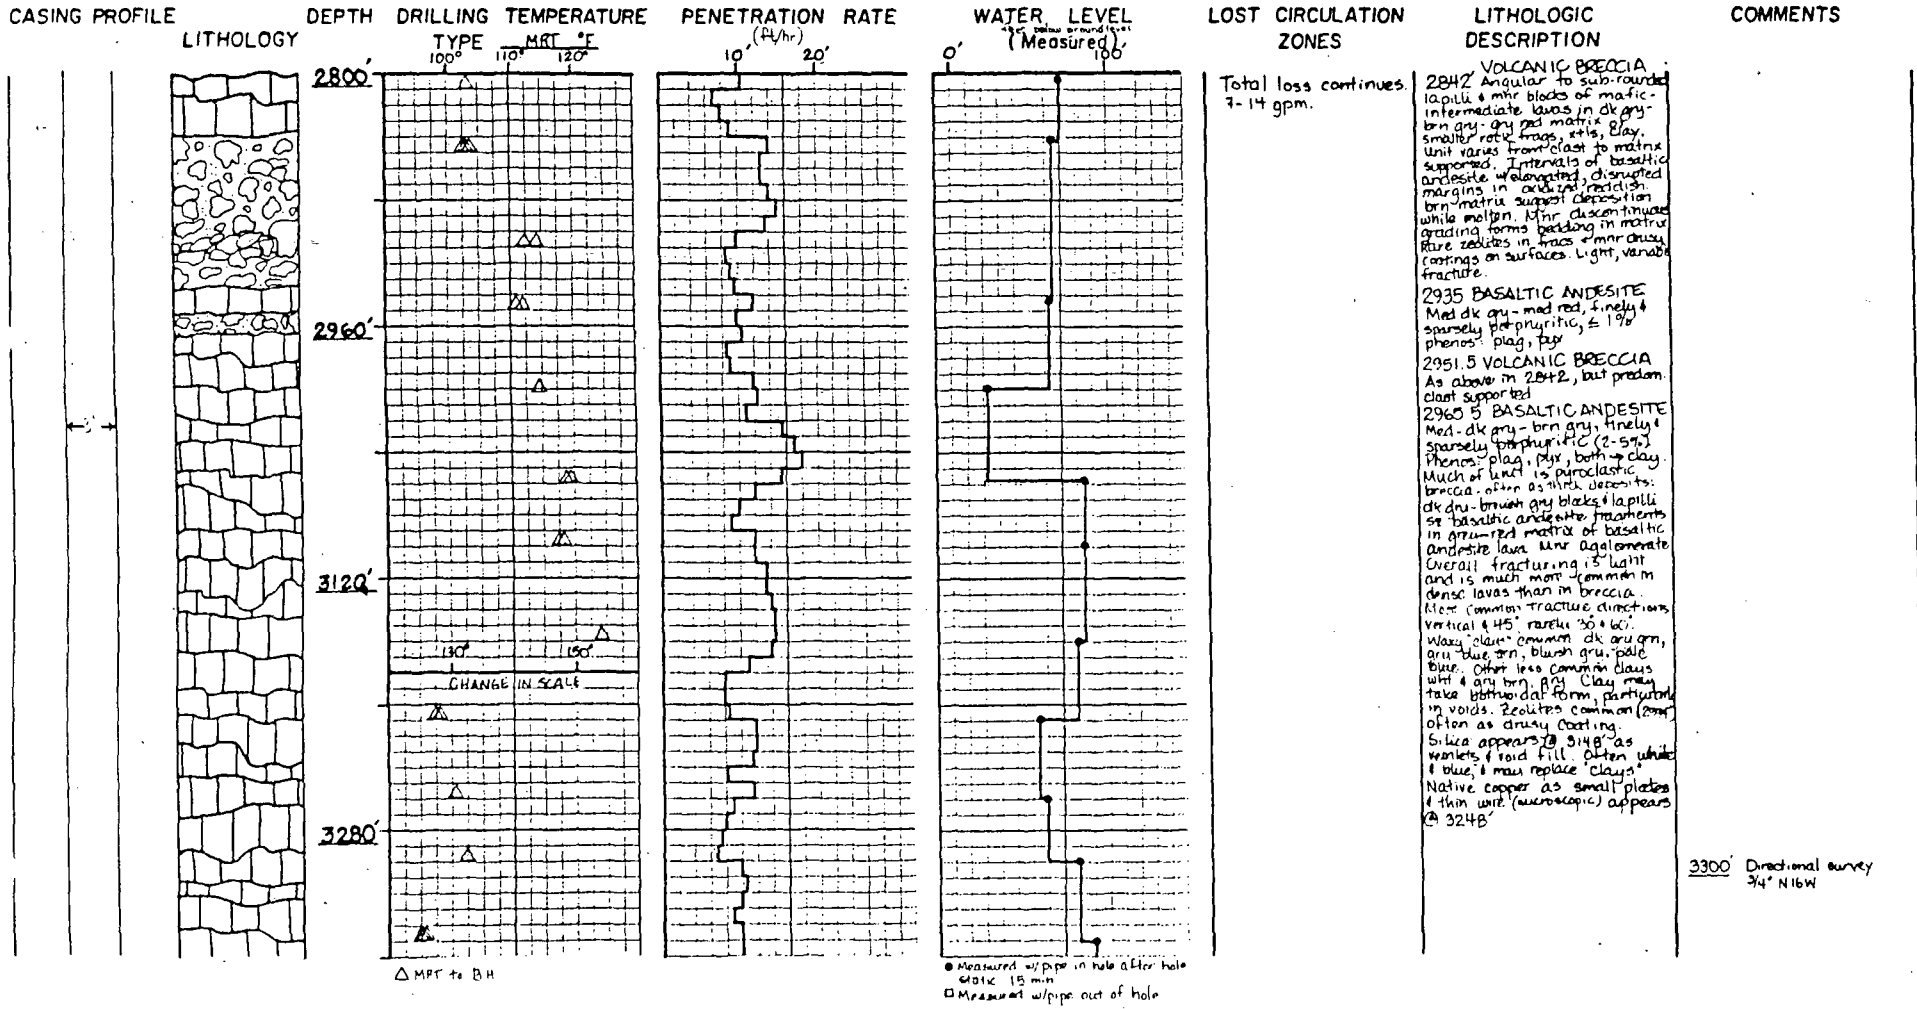 CASING PROFILE
LITHOLOGY
DEPTH
DRILLING TEMPERATURE
TYPE MRT °F
100° 110° 120°
PENETRATION RATE
(ft/hr)
10' 20'
WATER LEVEL
feet below ground level
(Measured)
0' 100'
LOST CIRCULATION
ZONES
LITHOLOGIC
DESCRIPTION
COMMENTS
2800'
2960'
3120'
3280'
130° 150°
CHANGE IN SCALE
△ MRT to BH
● Measured w/pipe in hole after hole
static 15 min
□ Measured w/pipe out of hole
Total loss continues.
7-14 gpm.
VOLCANIC BRECCIA
2842' Angular to sub-rounded
lapilli & mnr blocks of mafic-
intermediate lavas in dk gry-
brn gry-gry red matrix of
smaller rock frags, xtls, clay.
Unit varies from clast to matrix
supported. Intervals of basaltic
andesite w/elongated, disrupted
margins in oxidized, reddish
brn matrix suggest deposition
while molten. Mnr discontinuous
grading forms bedding in matrix
Rare zeolites in fracs & mnr drusy
coatings on surfaces. Light, variable
fracture.
2935 BASALTIC ANDESITE
Med dk gry-med red, finely &
sparsely porphyritic, ≤ 1%
phenos: plag, pyx
2951.5 VOLCANIC BRECCIA
As above in 2842, but predom.
clast supported
2965 5 BASALTIC ANDESITE
Med-dk gry-brn gry, finely &
sparsely porphyritic (2-5%)
Phenos: plag, pyx, both → clay.
Much of unit is pyroclastic
breccia-often as thick deposits:
blocks & lapilli
basaltic andesite fragments
in matrix of basaltic
andesite lava Mnr agglomerate
Overall fracturing is light
and is much more common in
dense lavas than in breccia.
Most common fracture directions
vertical & 45° rarely 30 & 60°.
Waxy "clays" common dk gry grn,
gry blue grn, bluish gry, pale
blue. Other less common clays
wht & gry brn, gry Clay may
take botryoidal form, particularly
in voids. Zeolites common
often as drusy coating.
Silica appears @ 3148' as
veinlets & void fill. Often white
& blue, & may replace "clays"
Native copper as small plates
& thin wire (microscopic) appears
@ 3248'
3300' Directional survey
3/4° N16W